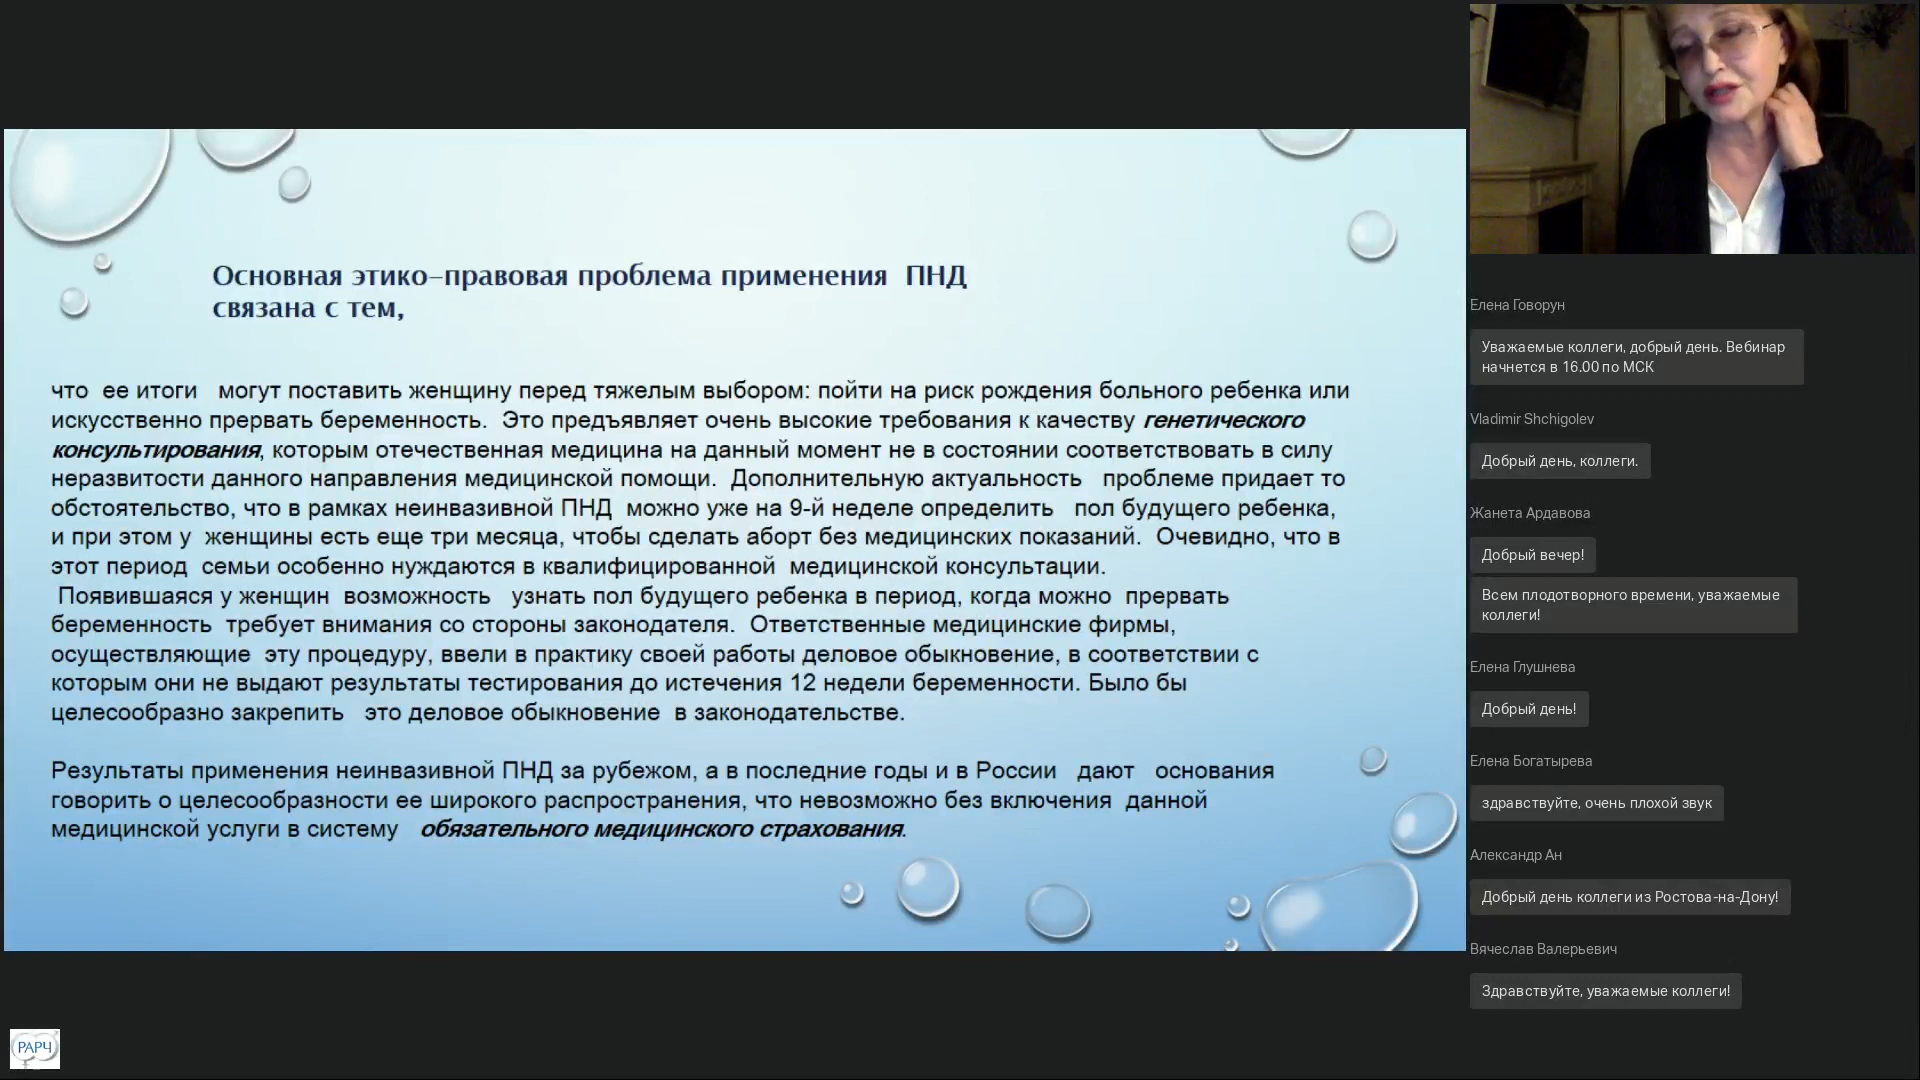 Основная этико-правовая проблема применения ПНД
связана с тем,
что ее итоги могут поставить женщину перед тяжелым выбором: пойти на риск рождения больного ребенка или
искусственно прервать беременность. Это предъявляет очень высокие требования к качеству генетического
консультирования, которым отечественная медицина на данный момент не в состоянии соответствовать в силу
неразвитости данного направления медицинской помощи. Дополнительную актуальность проблеме придает то
обстоятельство, что в рамках неинвазивной ПНД можно уже на 9-й неделе определить пол будущего ребенка,
и при этом у женщины есть еще три месяца, чтобы сделать аборт без медицинских показаний. Очевидно, что в
этот период семьи особенно нуждаются в квалифицированной медицинской консультации.
Появившаяся у женщин возможность узнать пол будущего ребенка в период, когда можно прервать
беременность требует внимания со стороны законодателя. Ответственные медицинские фирмы,
осуществляющие эту процедуру, ввели в практику своей работы деловое обыкновение, в соответствии с
которым они не выдают результаты тестирования до истечения 12 недели беременности. Было бы
целесообразно закрепить это деловое обыкновение в законодательстве.
Результаты применения неинвазивной ПНД за рубежом, а в последние годы и в России дают основания
говорить о целесообразности ее широкого распространения, что невозможно без включения данной
медицинской услуги в систему обязательного медицинского страхования.
РАРЧ
Елена Говорун
Уважаемые коллеги, добрый день. Вебинар
начнется в 16.00 по МСК
Vladimir Shchigolev
Добрый день, коллеги.
Жанета Ардавова
Добрый вечер!
Всем плодотворного времени, уважаемые
коллеги!
Елена Глушнева
Добрый день!
Елена Богатырева
здравствуйте, очень плохой звук
Александр Ан
Добрый день коллеги из Ростова-на-Дону!
Вячеслав Валерьевич
Здравствуйте, уважаемые коллеги!